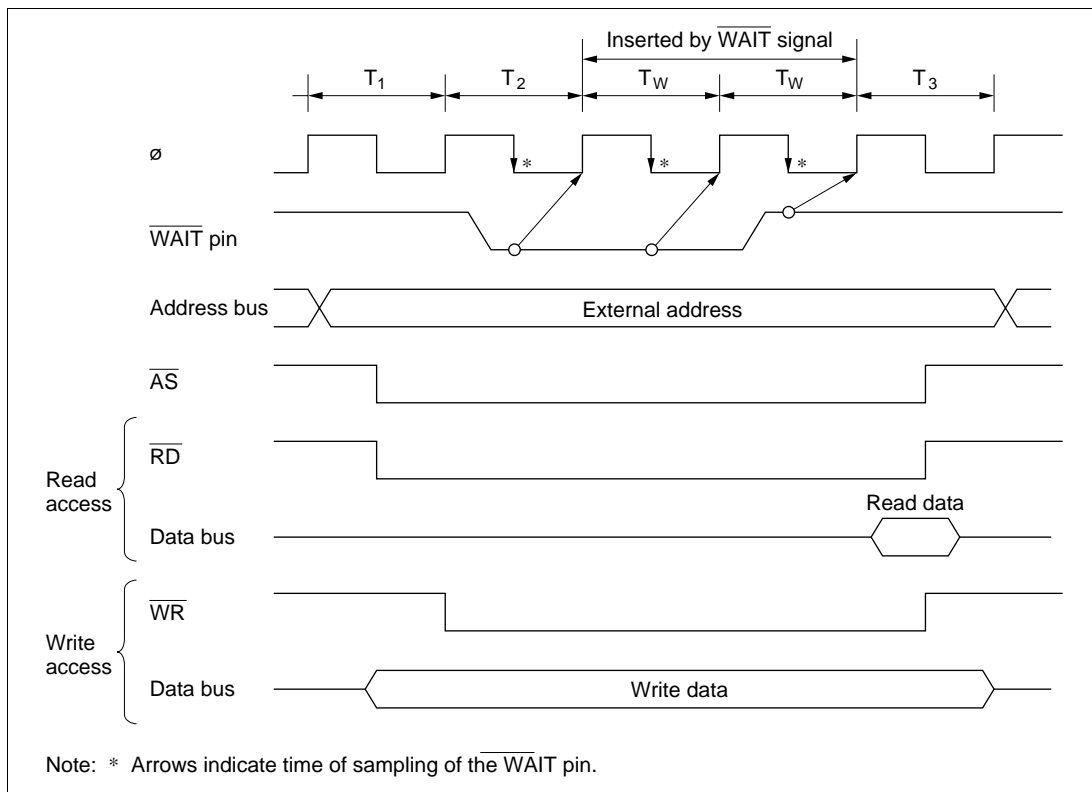 Inserted by WAIT signal
T1 T2 TW TW T3
ø * * *
WAIT pin
Address bus External address
AS
Read access
RD
Read data
Data bus
Write access
WR
Data bus Write data
Note: * Arrows indicate time of sampling of the WAIT pin.